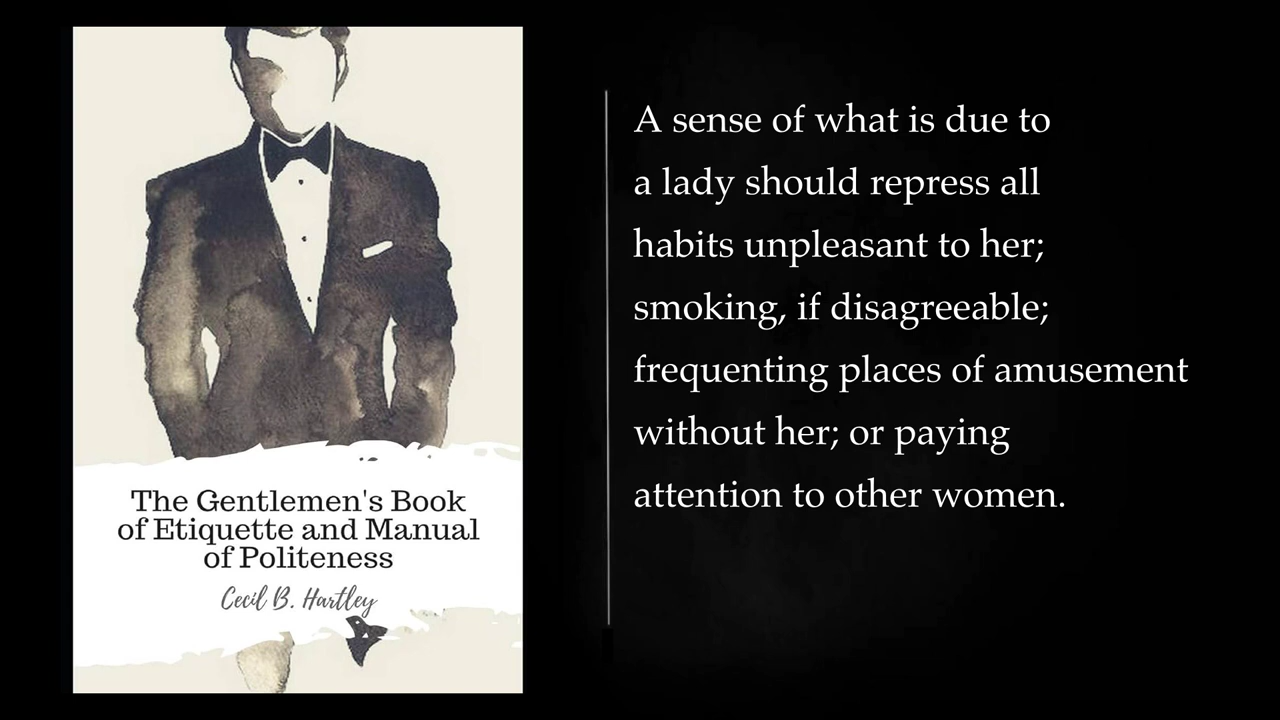 The Gentlemen's Book
of Etiquette and Manual
of Politeness
Cecil B. Hartley
A sense of what is due to
a lady should repress all
habits unpleasant to her;
smoking, if disagreeable;
frequenting places of amusement
without her; or paying
attention to other women.